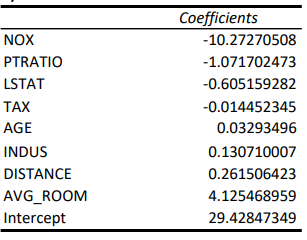 Coefficients
NOX -10.27270508
PTRATIO -1.071702473
LSTAT -0.605159282
TAX -0.014452345
AGE 0.03293496
INDUS 0.130710007
DISTANCE 0.261506423
AVG_ROOM 4.125468959
Intercept 29.42847349